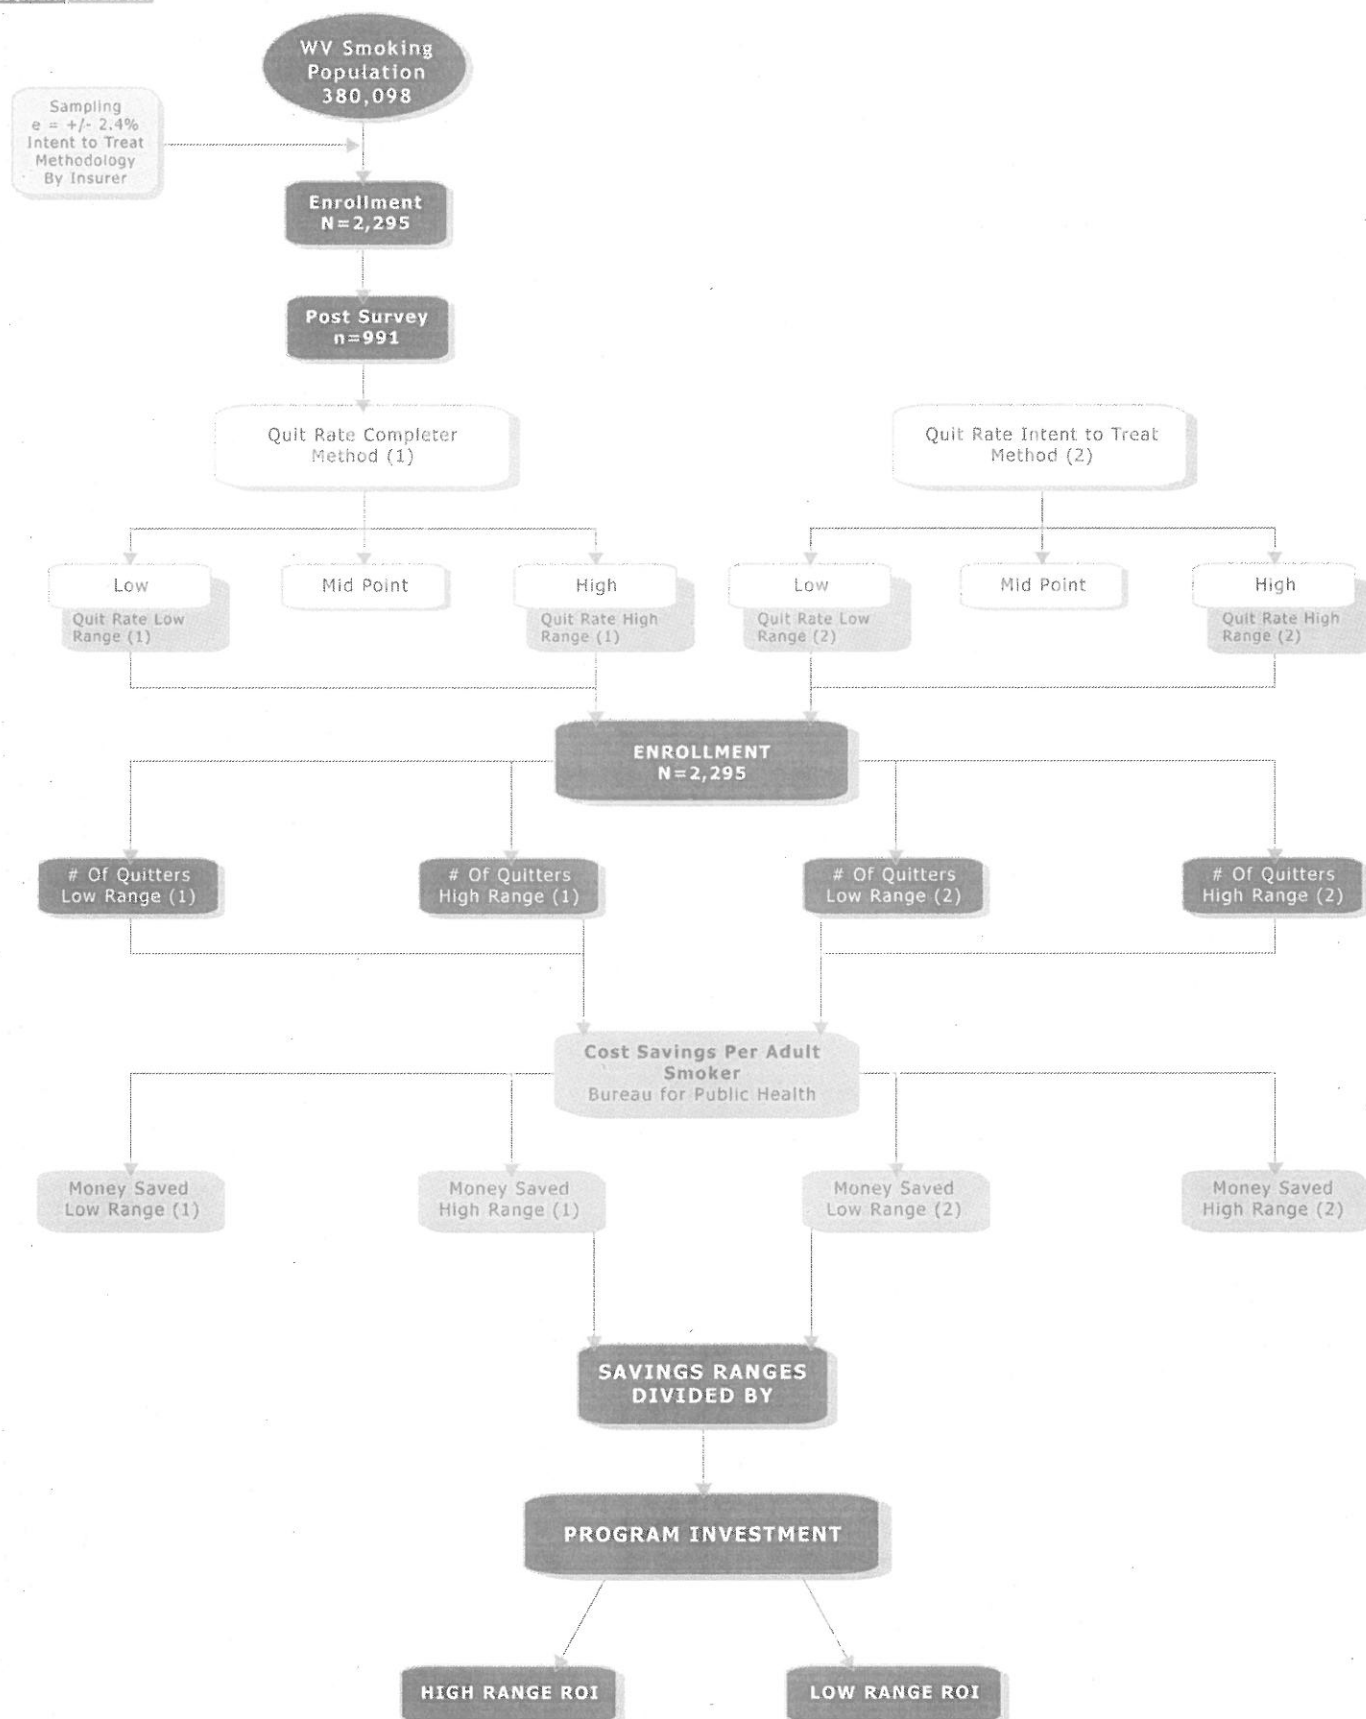 WV Smoking
Population
380,098
Sampling
e = +/- 2.4%
Intent to Treat
Methodology
By Insurer
Enrollment
N=2,295
Post Survey
n=991
Quit Rate Completer
Method (1)
Quit Rate Intent to Treat
Method (2)
Low
Mid Point
High
Low
Mid Point
High
Quit Rate Low
Range (1)
Quit Rate High
Range (1)
Quit Rate Low
Range (2)
Quit Rate High
Range (2)
ENROLLMENT
N=2,295
# Of Quitters
Low Range (1)
# Of Quitters
High Range (1)
# Of Quitters
Low Range (2)
# Of Quitters
High Range (2)
Cost Savings Per Adult
Smoker
Bureau for Public Health
Money Saved
Low Range (1)
Money Saved
High Range (1)
Money Saved
Low Range (2)
Money Saved
High Range (2)
SAVINGS RANGES
DIVIDED BY
PROGRAM INVESTMENT
HIGH RANGE ROI
LOW RANGE ROI